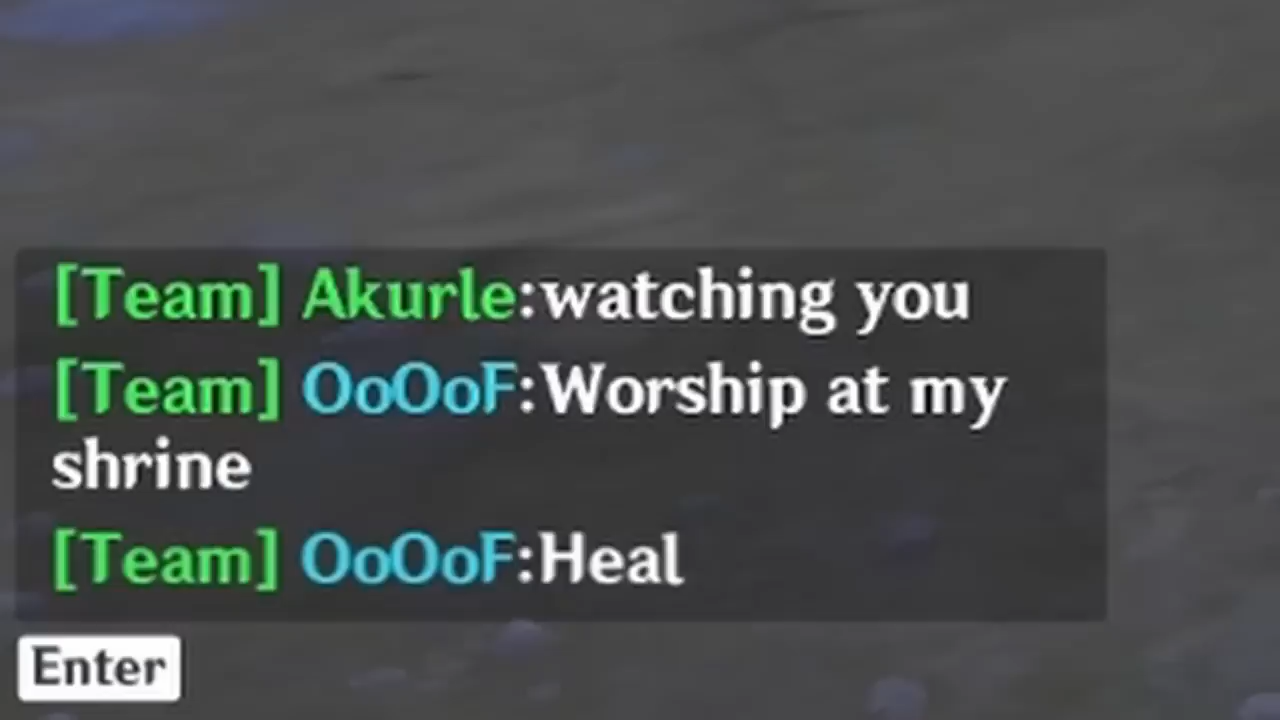 [Team] Akurle:watching you
[Team] OoOoF:Worship at my
shrine
[Team] OoOoF:Heal
Enter